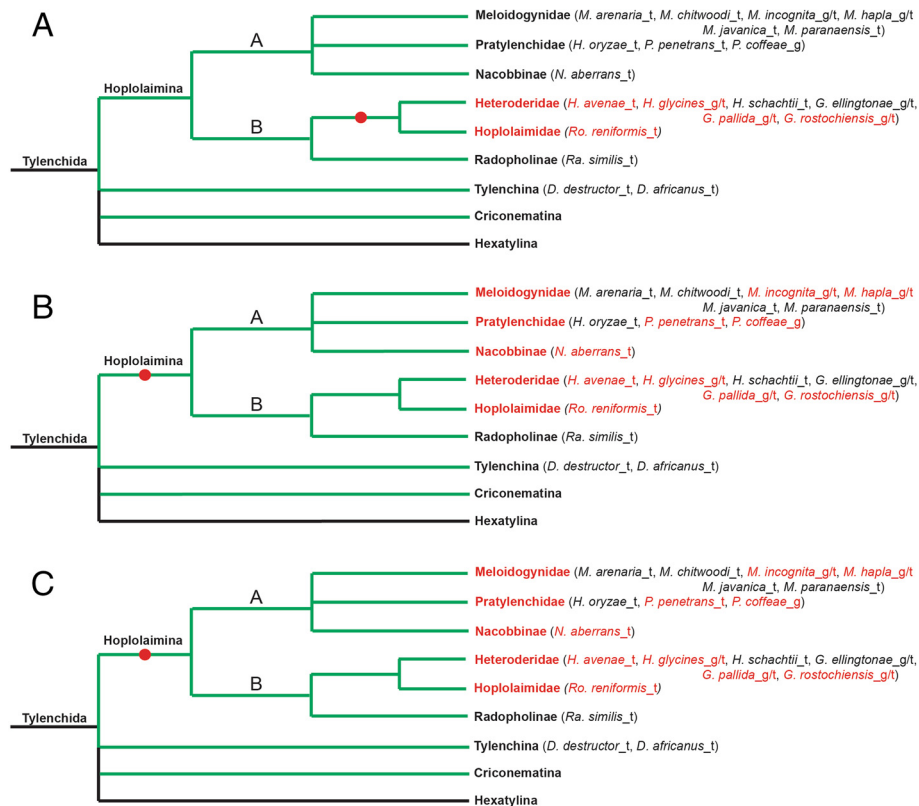 A
Meloidogynidae (M. arenaria_t, M. chitwoodi_t, M. incognita_g/t, M. hapla_g/t
M. javanica_t, M. paranaensis_t)
A
Pratylenchidae (H. oryzae_t, P. penetrans_t, P. coffeae_g)
Nacobbinae (N. aberrans_t)
Hoplolaimina
Heteroderidae (H. avenae_t, H. glycines_g/t, H. schachtii_t, G. ellingtonae_g/t,
G. pallida_g/t, G. rostochiensis_g/t)
B
Hoplolaimidae (Ro. reniformis_t)
Radopholinae (Ra. similis_t)
Tylenchida
Tylenchina (D. destructor_t, D. africanus_t)
Criconematina
Hexatylina
B
Meloidogynidae (M. arenaria_t, M. chitwoodi_t, M. incognita_g/t, M. hapla_g/t
M. javanica_t, M. paranaensis_t)
A
Pratylenchidae (H. oryzae_t, P. penetrans_t, P. coffeae_g)
Nacobbinae (N. aberrans_t)
Hoplolaimina
Heteroderidae (H. avenae_t, H. glycines_g/t, H. schachtii_t, G. ellingtonae_g/t,
G. pallida_g/t, G. rostochiensis_g/t)
B
Hoplolaimidae (Ro. reniformis_t)
Radopholinae (Ra. similis_t)
Tylenchida
Tylenchina (D. destructor_t, D. africanus_t)
Criconematina
Hexatylina
C
Meloidogynidae (M. arenaria_t, M. chitwoodi_t, M. incognita_g/t, M. hapla_g/t
M. javanica_t, M. paranaensis_t)
A
Pratylenchidae (H. oryzae_t, P. penetrans_t, P. coffeae_g)
Nacobbinae (N. aberrans_t)
Hoplolaimina
Heteroderidae (H. avenae_t, H. glycines_g/t, H. schachtii_t, G. ellingtonae_g/t,
G. pallida_g/t, G. rostochiensis_g/t)
B
Hoplolaimidae (Ro. reniformis_t)
Radopholinae (Ra. similis_t)
Tylenchida
Tylenchina (D. destructor_t, D. africanus_t)
Criconematina
Hexatylina